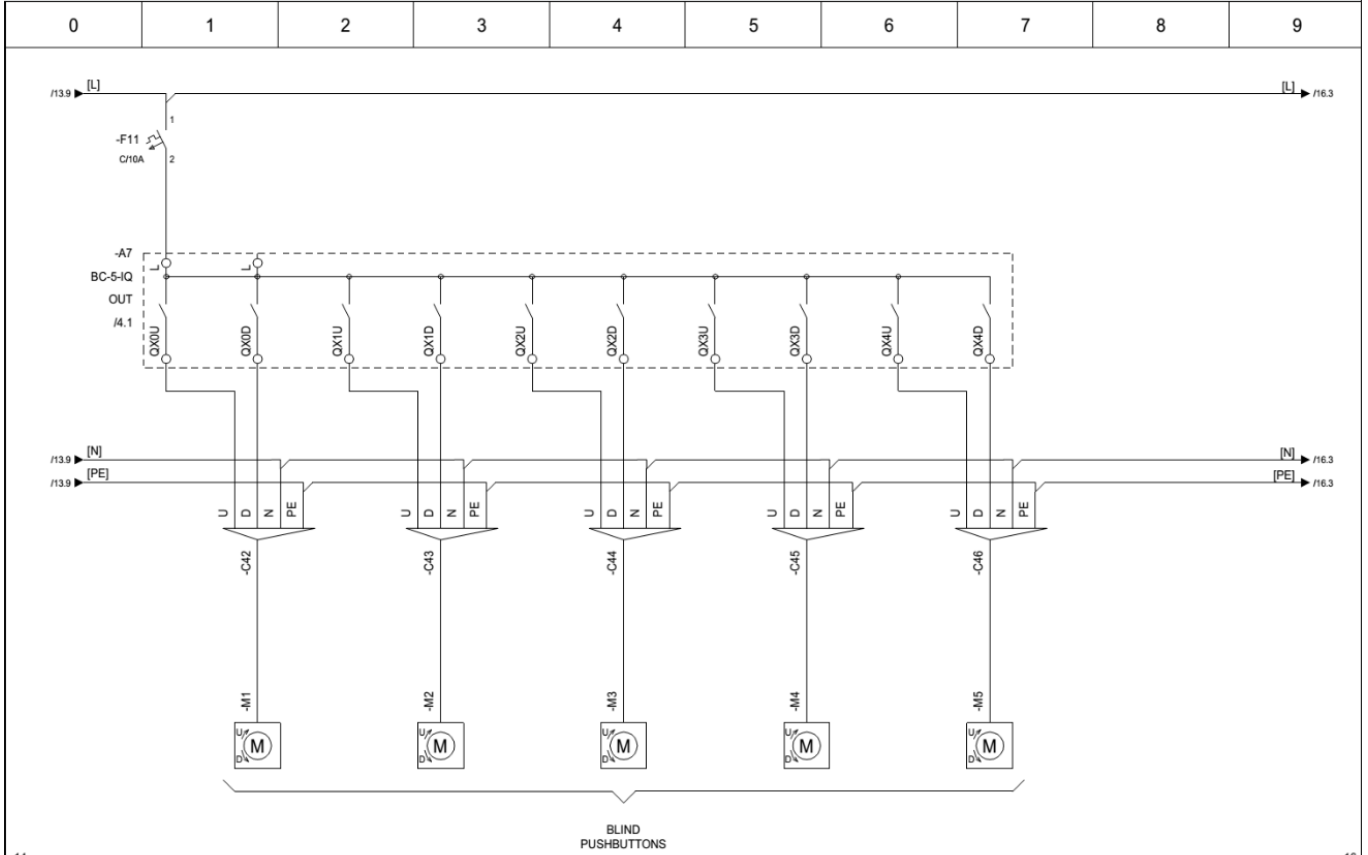 0 1 2 3 4 5 6 7 8 9
/13.9 [L] [L] /16.3
1
-F11
C/10A 2
-A7
BC-5-IQ
OUT
/4.1
L L
QX0U QX0D QX1U QX1D QX2U QX2D QX3U QX3D QX4U QX4D
/13.9 [N] [N] /16.3
/13.9 [PE] [PE] /16.3
U D N PE U D N PE U D N PE U D N PE U D N PE
-C42 -C43 -C44 -C45 -C46
-M1 -M2 -M3 -M4 -M5
U D M U D M U D M U D M U D M
BLIND
PUSHBUTTONS